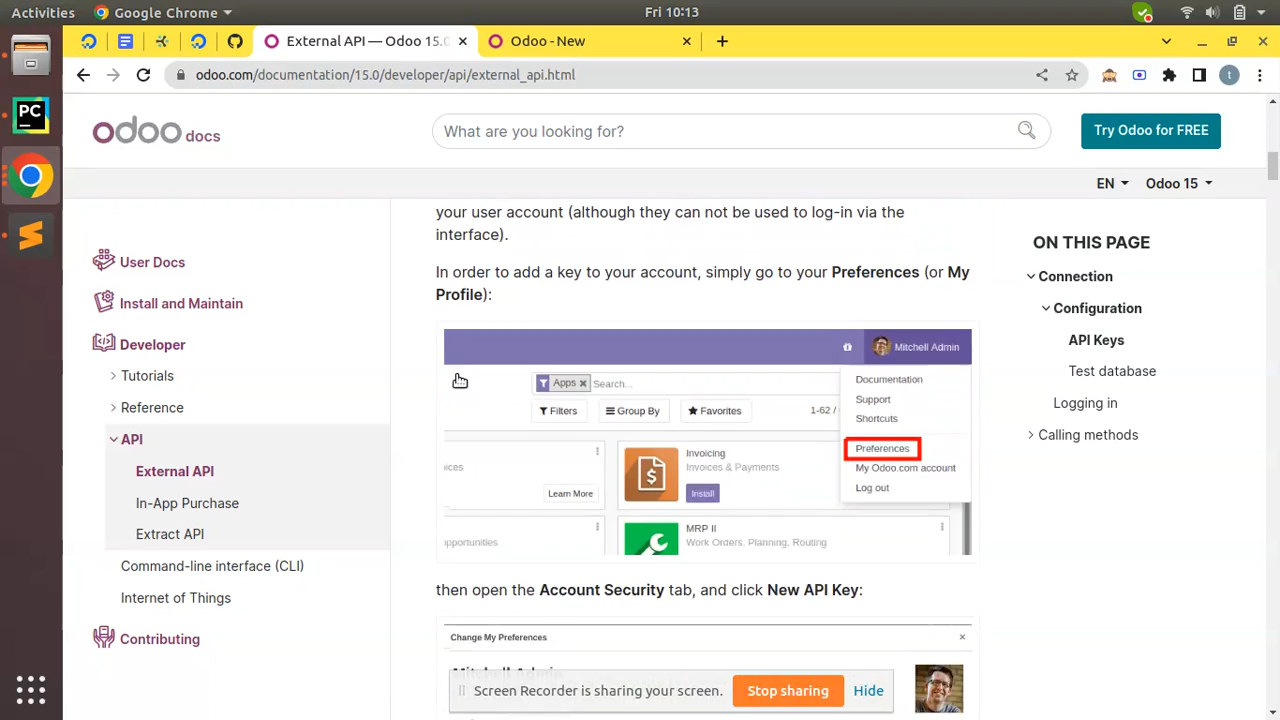 Activities Google Chrome Fri 10:13
External API — Odoo 15.0 Odoo - New
odoo.com/documentation/15.0/developer/api/external_api.html t
odoo docs What are you looking for? Try Odoo for FREE
EN Odoo 15
User Docs
Install and Maintain
Developer
Tutorials
Reference
API
External API
In-App Purchase
Extract API
Command-line interface (CLI)
Internet of Things
Contributing
your user account (although they can not be used to log-in via the
interface).
In order to add a key to your account, simply go to your Preferences (or My
Profile):
Mitchell Admin
Apps Search...
Filters Group By Favorites 1-62 /
Documentation
Support
Shortcuts
Preferences
My Odoo.com account
Log out
ices
Learn More
Invoicing
Invoices & Payments
Install
opportunities
MRP II
Work Orders, Planning, Routing
then open the Account Security tab, and click New API Key:
Change My Preferences
Mitchell Admin
Screen Recorder is sharing your screen. Stop sharing Hide
ON THIS PAGE
Connection
Configuration
API Keys
Test database
Logging in
Calling methods
PC